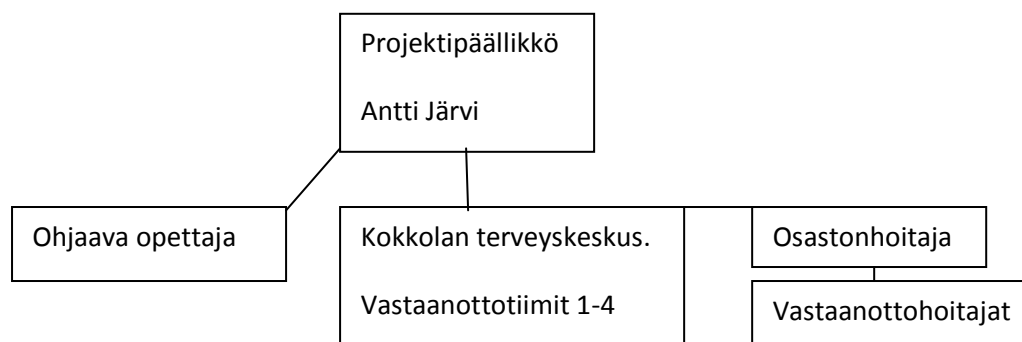 Projektipäällikkö
Antti Järvi
Ohjaava opettaja
Kokkolan terveyskeskus.
Vastaanottotiimit 1-4
Osastonhoitaja
Vastaanottohoitajat